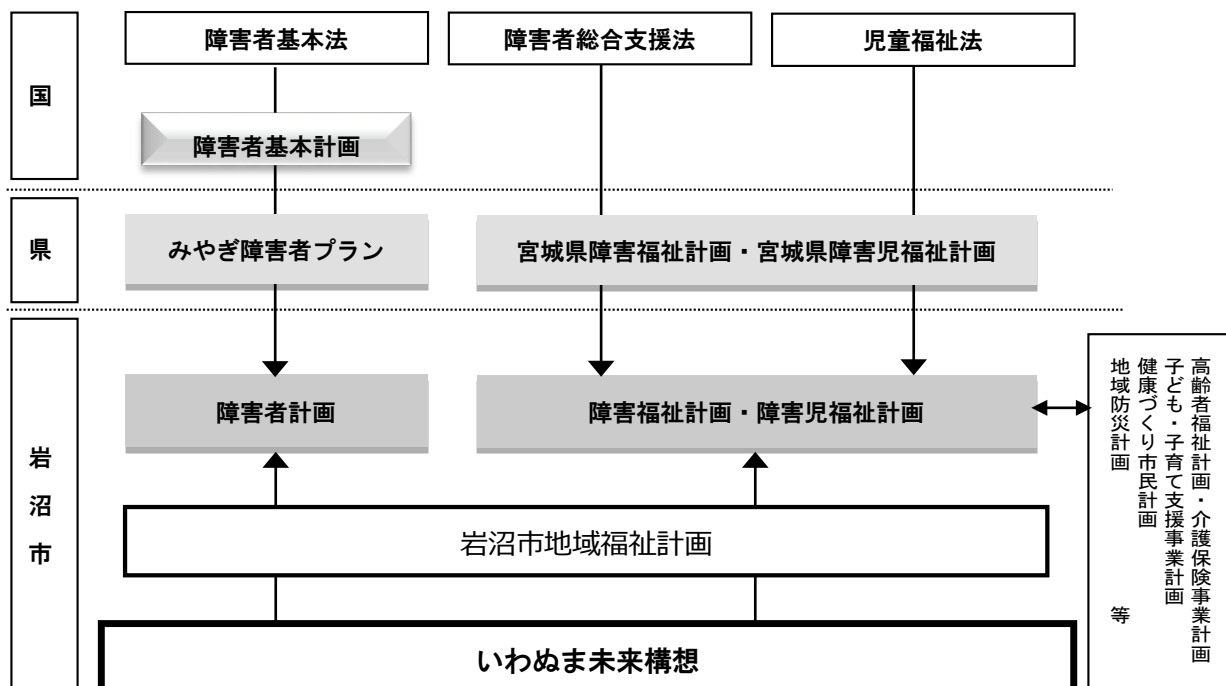 国
障害者基本法
障害者総合支援法
児童福祉法
障害者基本計画
県
みやぎ障害者プラン
宮城県障害福祉計画・宮城県障害児福祉計画
岩沼市
障害者計画
障害福祉計画・障害児福祉計画
岩沼市地域福祉計画
いわぬま未来構想
高齢者福祉計画・介護保険事業計画
子ども・子育て支援事業計画
健康づくり市民計画
地域防災計画 等